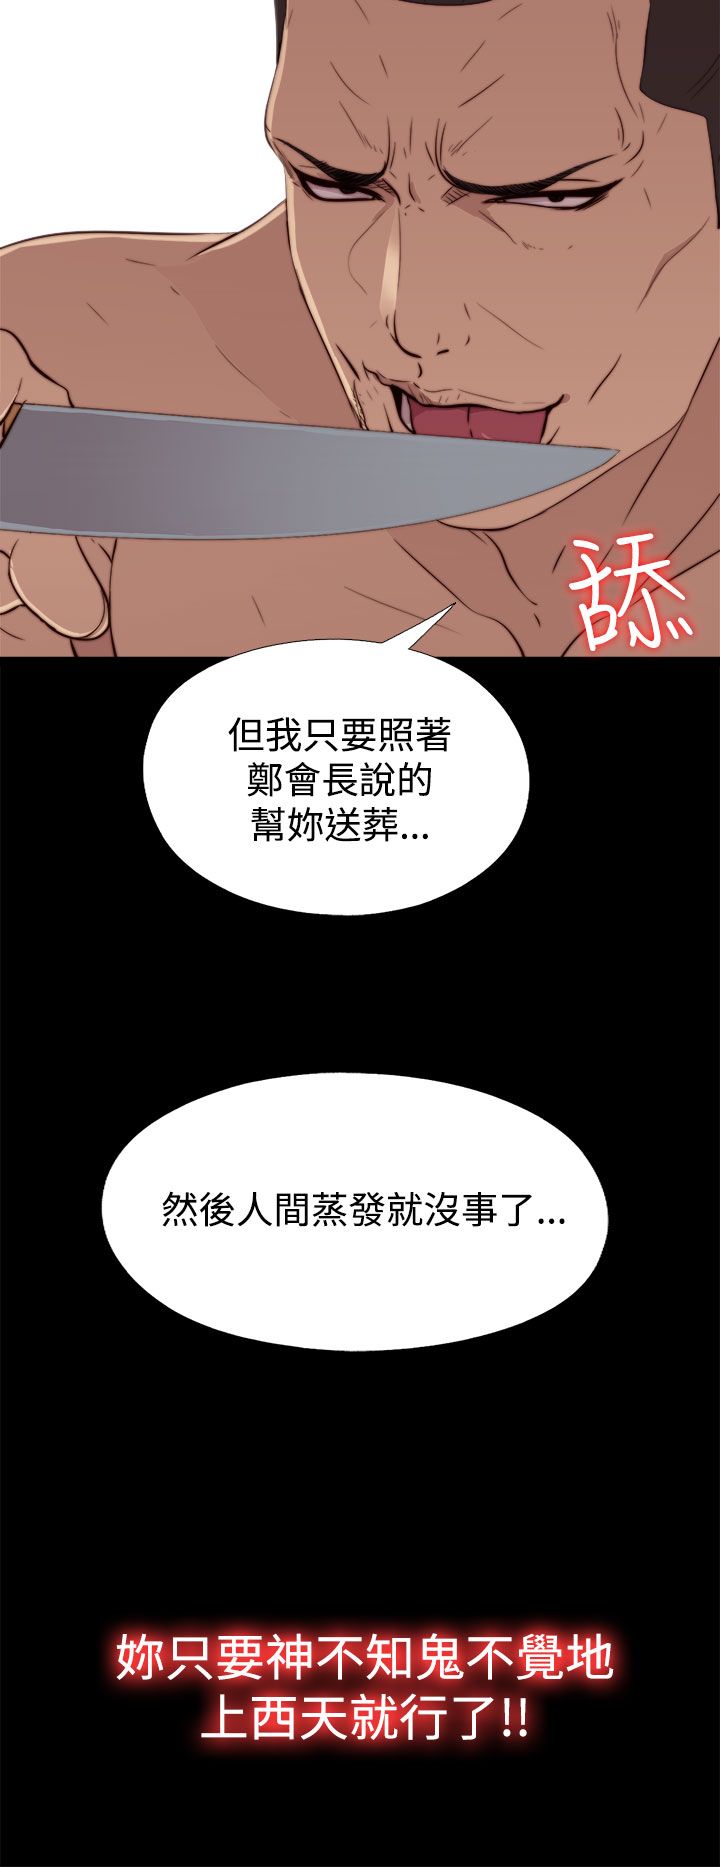 舔
但我只要照著
鄭會長說的
幫妳送葬...
然後人間蒸發就沒事了...
妳只要神不知鬼不覺地
上西天就行了!!